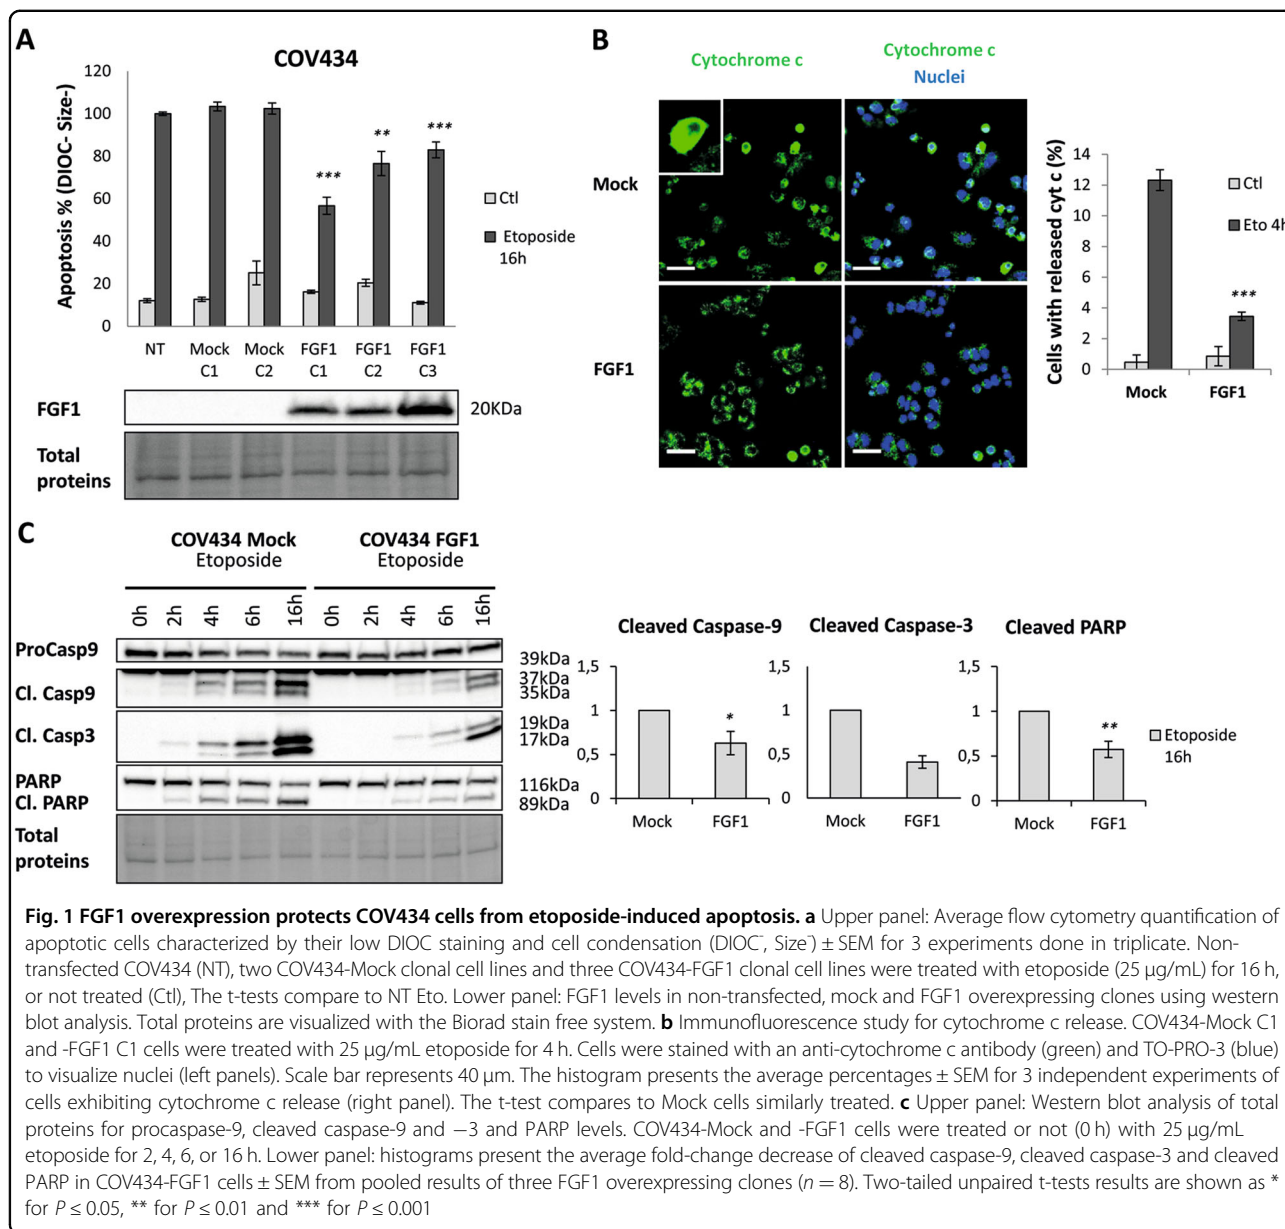 A
COV434
Apoptosis % (DIOC- Size-)
120
100
80
60
40
20
0
***
**
***
Ctl
Etoposide
16h
NT
Mock C1
Mock C2
FGF1 C1
FGF1 C2
FGF1 C3
FGF1
20KDa
Total
proteins
B
Cytochrome c
Cytochrome c
Nuclei
Mock
FGF1
Cells with released cyt c (%)
14
12
10
8
6
4
2
0
***
Ctl
Eto 4h
Mock
FGF1
C
COV434 Mock
Etoposide
COV434 FGF1
Etoposide
0h 2h 4h 6h 16h 0h 2h 4h 6h 16h
ProCasp9
39kDa
Cl. Casp9
37kDa
35kDa
Cl. Casp3
19kDa
17kDa
PARP
116kDa
Cl. PARP
89kDa
Total
proteins
Cleaved Caspase-9
1,5
1
0,5
0
*
Mock
FGF1
Cleaved Caspase-3
1,5
1
0,5
0
Mock
FGF1
Cleaved PARP
1,5
1
0,5
0
**
Mock
FGF1
Etoposide
16h
Fig. 1 FGF1 overexpression protects COV434 cells from etoposide-induced apoptosis. a Upper panel: Average flow cytometry quantification of
apoptotic cells characterized by their low DIOC staining and cell condensation (DIOC⁻, Size⁻) ± SEM for 3 experiments done in triplicate. Non-
transfected COV434 (NT), two COV434-Mock clonal cell lines and three COV434-FGF1 clonal cell lines were treated with etoposide (25 µg/mL) for 16 h,
or not treated (Ctl), The t-tests compare to NT Eto. Lower panel: FGF1 levels in non-transfected, mock and FGF1 overexpressing clones using western
blot analysis. Total proteins are visualized with the Biorad stain free system. b Immunofluorescence study for cytochrome c release. COV434-Mock C1
and -FGF1 C1 cells were treated with 25 µg/mL etoposide for 4 h. Cells were stained with an anti-cytochrome c antibody (green) and TO-PRO-3 (blue)
to visualize nuclei (left panels). Scale bar represents 40 µm. The histogram presents the average percentages ± SEM for 3 independent experiments of
cells exhibiting cytochrome c release (right panel). The t-test compares to Mock cells similarly treated. c Upper panel: Western blot analysis of total
proteins for procaspase-9, cleaved caspase-9 and −3 and PARP levels. COV434-Mock and -FGF1 cells were treated or not (0 h) with 25 µg/mL
etoposide for 2, 4, 6, or 16 h. Lower panel: histograms present the average fold-change decrease of cleaved caspase-9, cleaved caspase-3 and cleaved
PARP in COV434-FGF1 cells ± SEM from pooled results of three FGF1 overexpressing clones (n = 8). Two-tailed unpaired t-tests results are shown as *
for P ≤ 0.05, ** for P ≤ 0.01 and *** for P ≤ 0.001